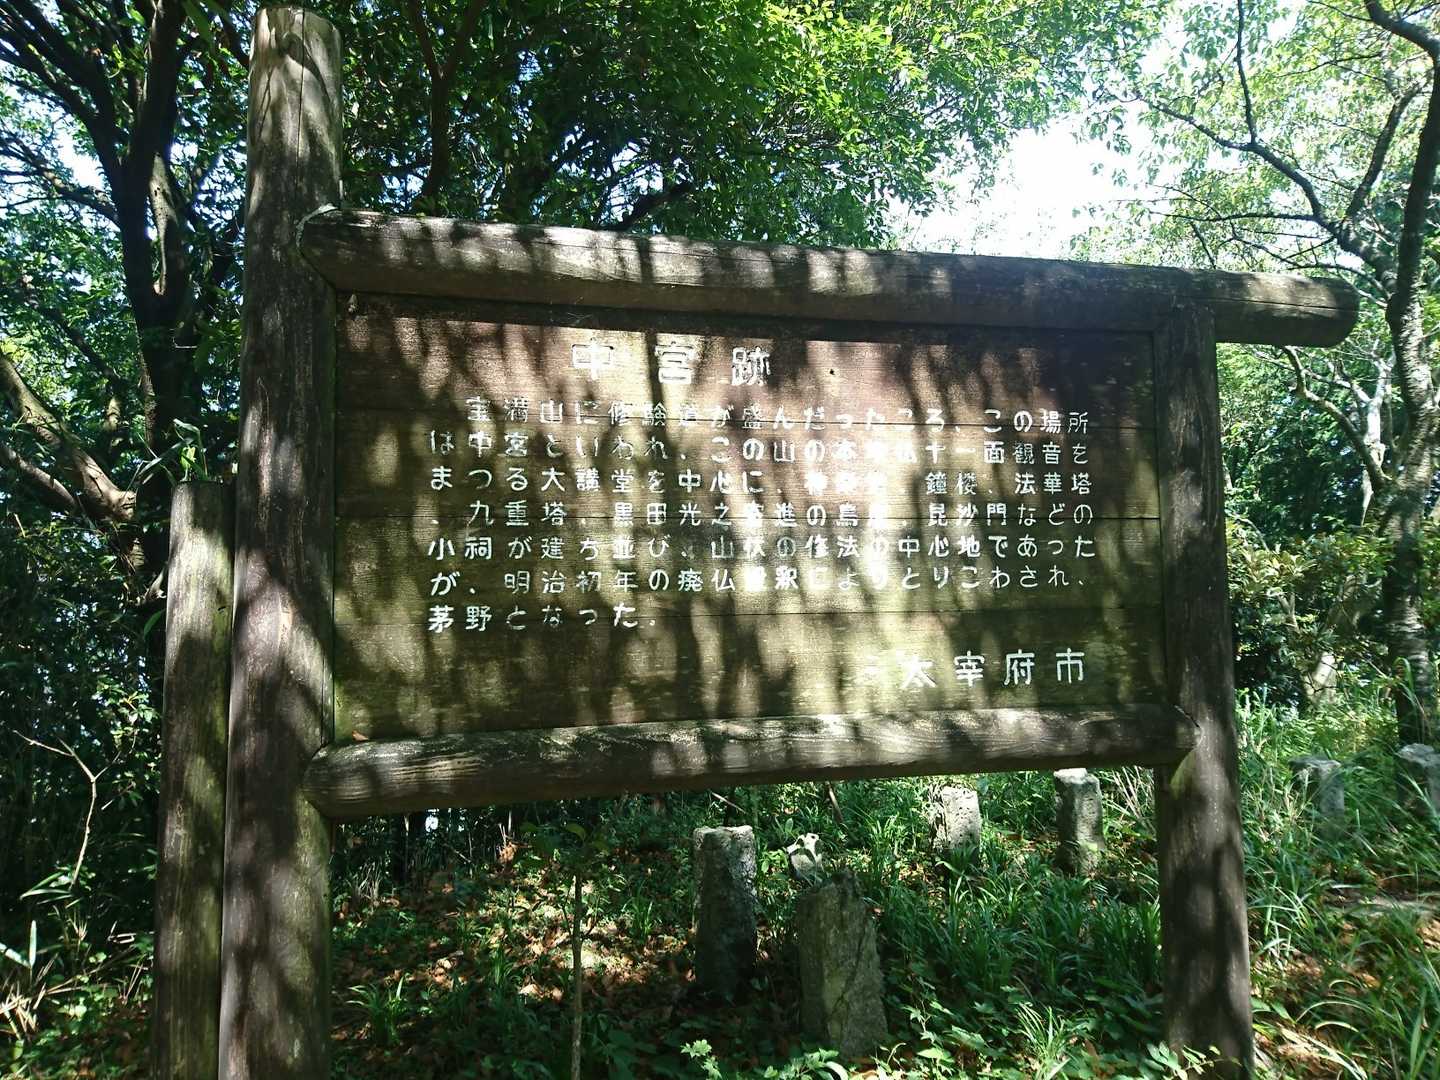 中宮跡
宝満山に修験道が盛んだったころ、この場所
は中宮といわれ、この山の本尊仏十一面観音を
まつる大講堂を中心に、神 、鐘楼、法華塔
、九重塔、黒田光之寄進の鳥居、昆沙門などの
小祠が建ち並び、山伏の修法の中心地であった
が、明治初年の廃仏毀釈によりとりこわされ、
茅野となった.
太宰府市